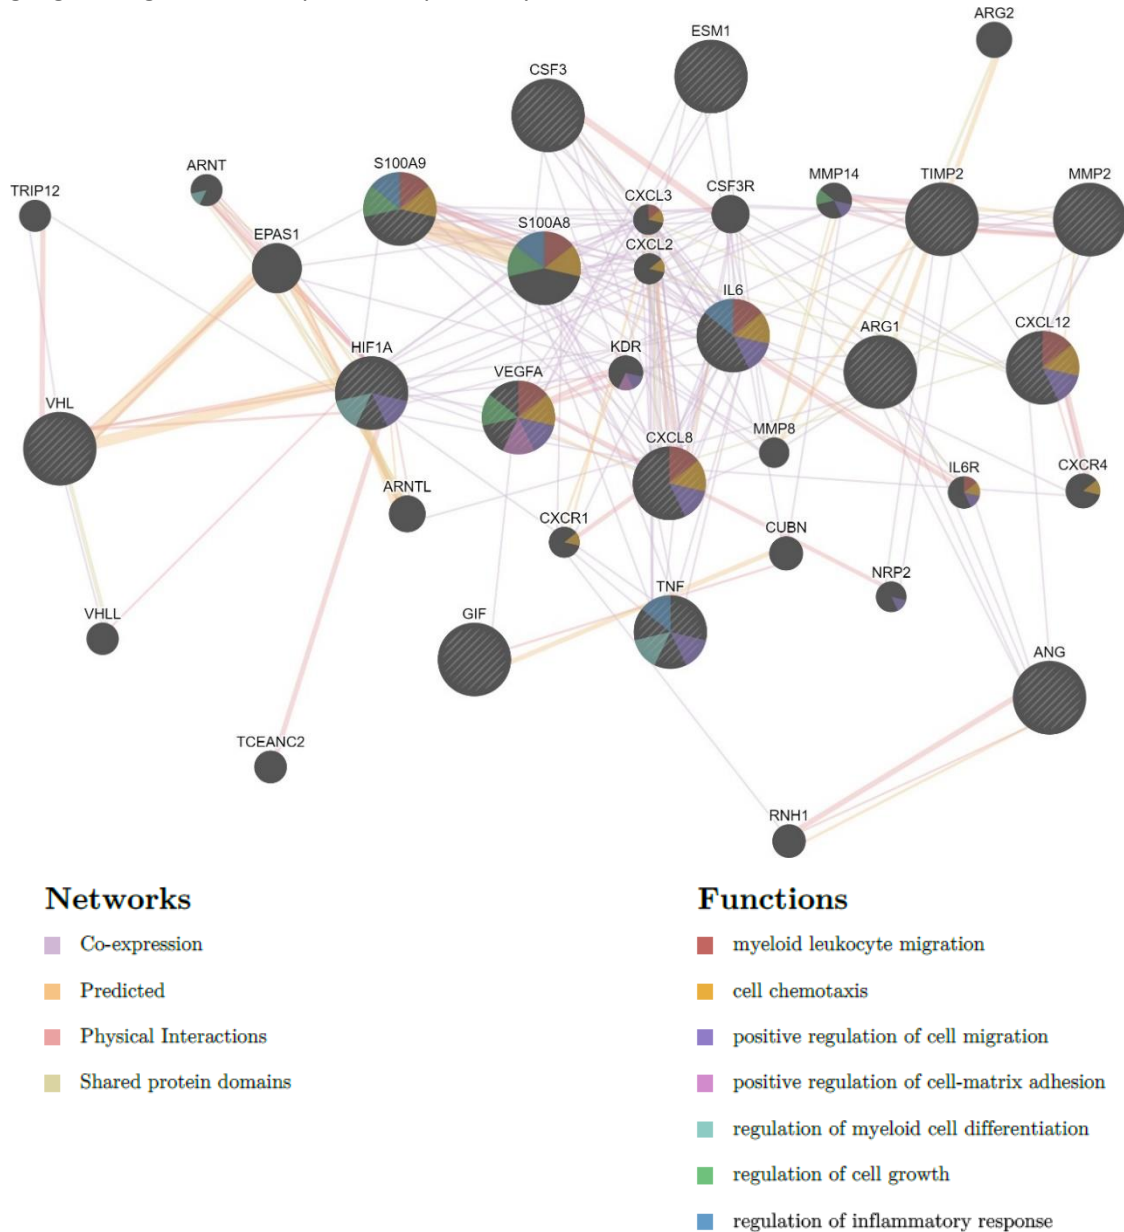 ARG2
ESM1
CSF3
ARNT
S100A9
MMP14
TIMP2
MMP2
TRIP12
CXCL3
CSF3R
S100A8
EPAS1
CXCL2
IL6
ARG1
CXCL12
HIF1A
KDR
VEGFA
VHL
CXCL8
MMP8
IL6R
CXCR4
ARNTL
CXCR1
CUBN
NRP2
TNF
VHLL
GIF
ANG
TCEANC2
RNH1
Networks
Co-expression
Predicted
Physical Interactions
Shared protein domains
Functions
myeloid leukocyte migration
cell chemotaxis
positive regulation of cell migration
positive regulation of cell-matrix adhesion
regulation of myeloid cell differentiation
regulation of cell growth
regulation of inflammatory response